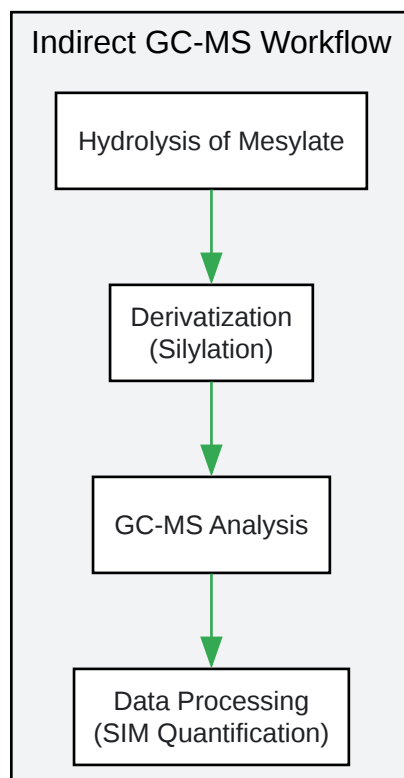 Indirect GC-MS Workflow
Hydrolysis of Mesylate
Derivatization
(Silylation)
GC-MS Analysis
Data Processing
(SIM Quantification)